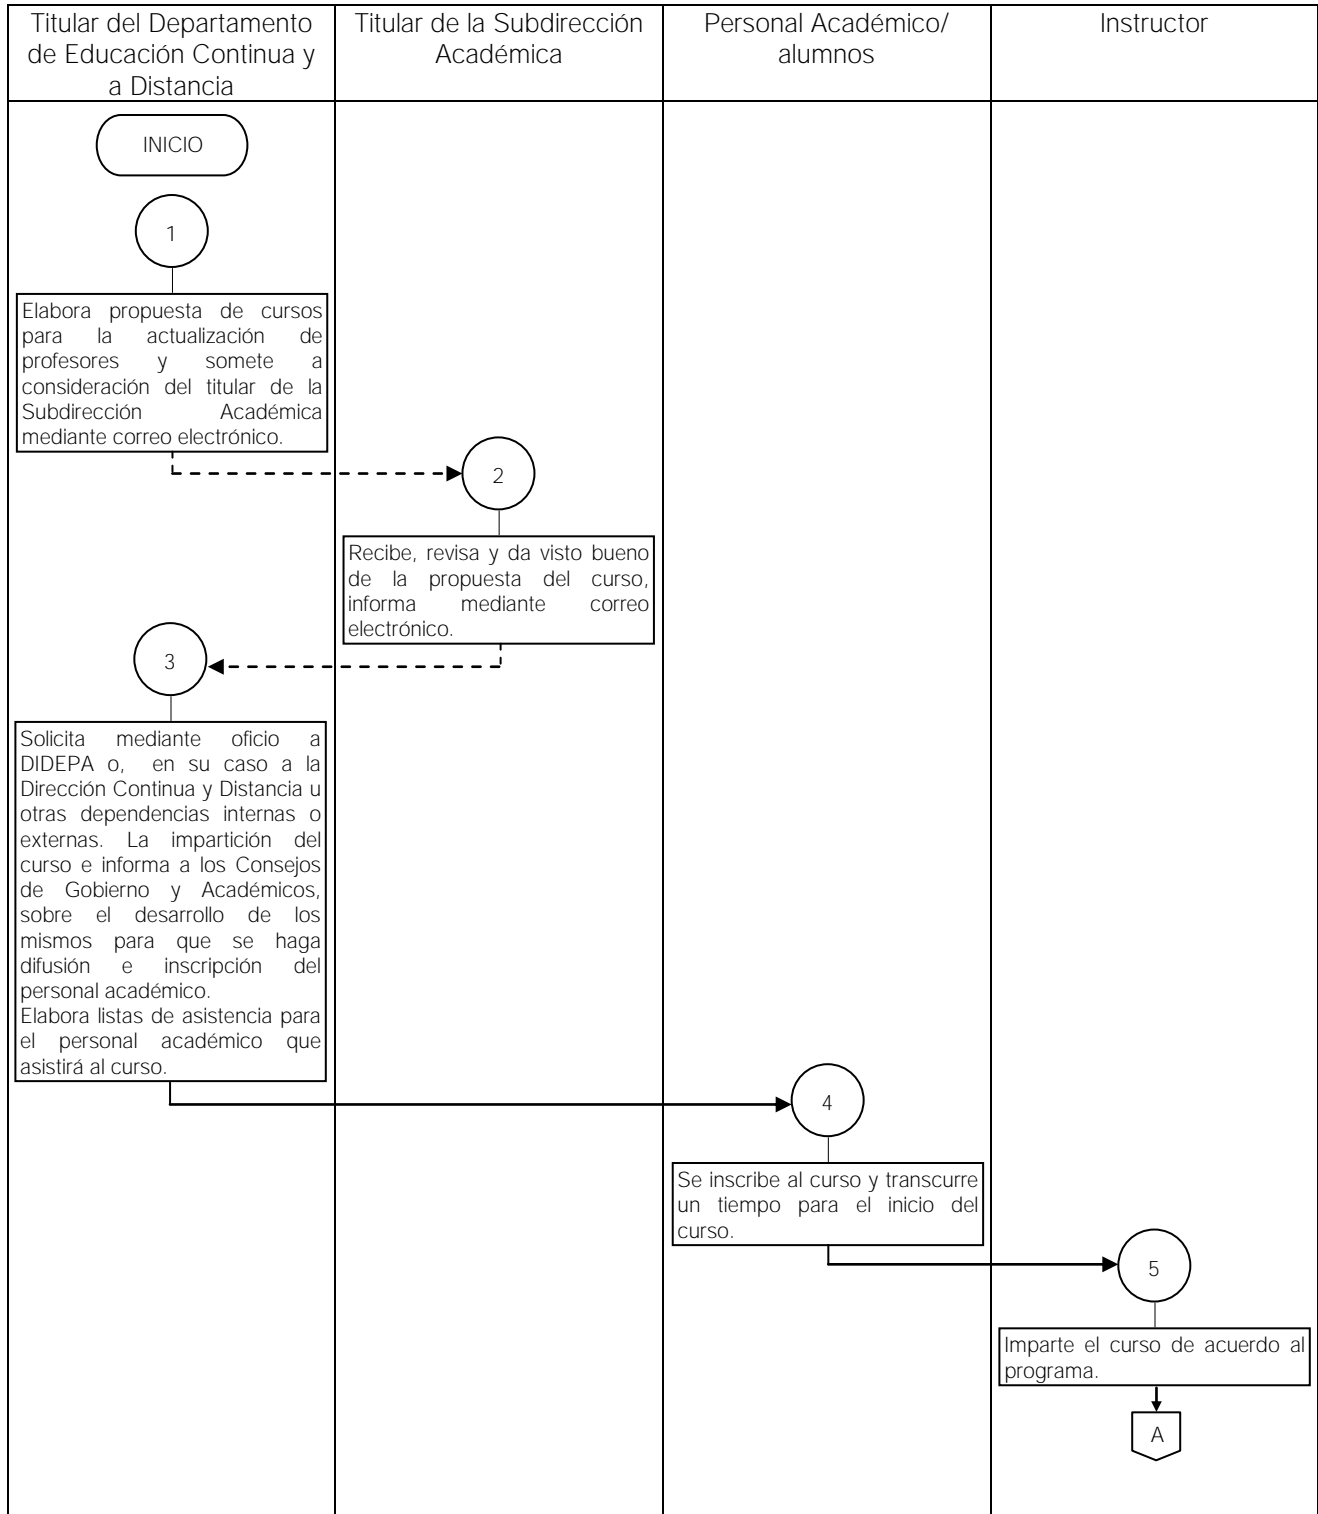 Titular del Departamento
de Educación Continua y
a Distancia
Titular de la Subdirección
Académica
Personal Académico/
alumnos
Instructor
INICIO
1
Elabora propuesta de cursos
para la actualización de
profesores y somete a
consideración del titular de la
Subdirección Académica
mediante correo electrónico.
2
Recibe, revisa y da visto bueno
de la propuesta del curso,
informa mediante correo
electrónico.
3
Solicita mediante oficio a
DIDEPA o, en su caso a la
Dirección Continua y Distancia u
otras dependencias internas o
externas. La impartición del
curso e informa a los Consejos
de Gobierno y Académicos,
sobre el desarrollo de los
mismos para que se haga
difusión e inscripción del
personal académico.
Elabora listas de asistencia para
el personal académico que
asistirá al curso.
4
Se inscribe al curso y transcurre
un tiempo para el inicio del
curso.
5
Imparte el curso de acuerdo al
programa.
A